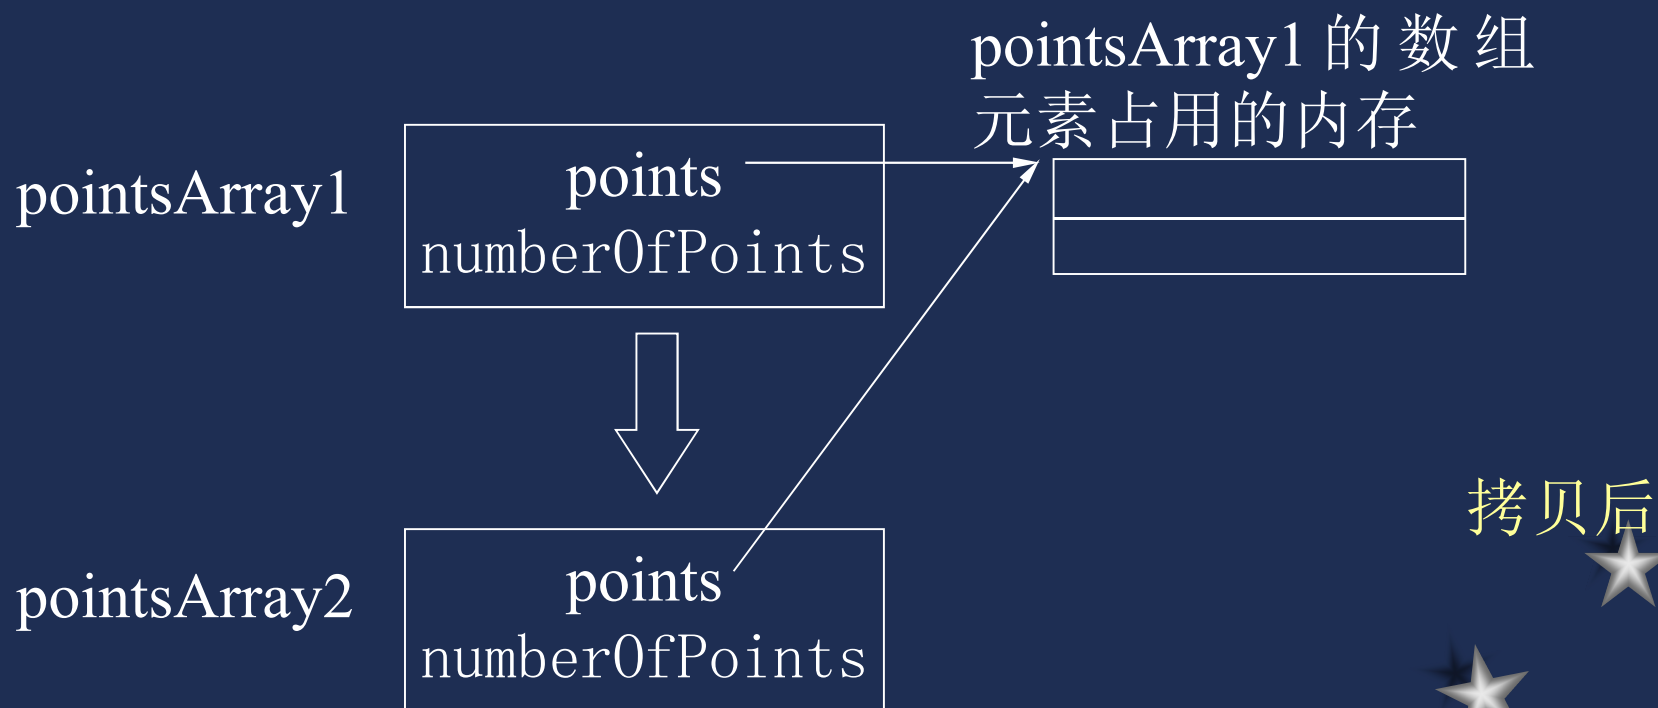 pointsArray1 的 数 组
元素占用的内存
pointsArray1
points
numberOfPoints
拷贝后
pointsArray2
points
numberOfPoints